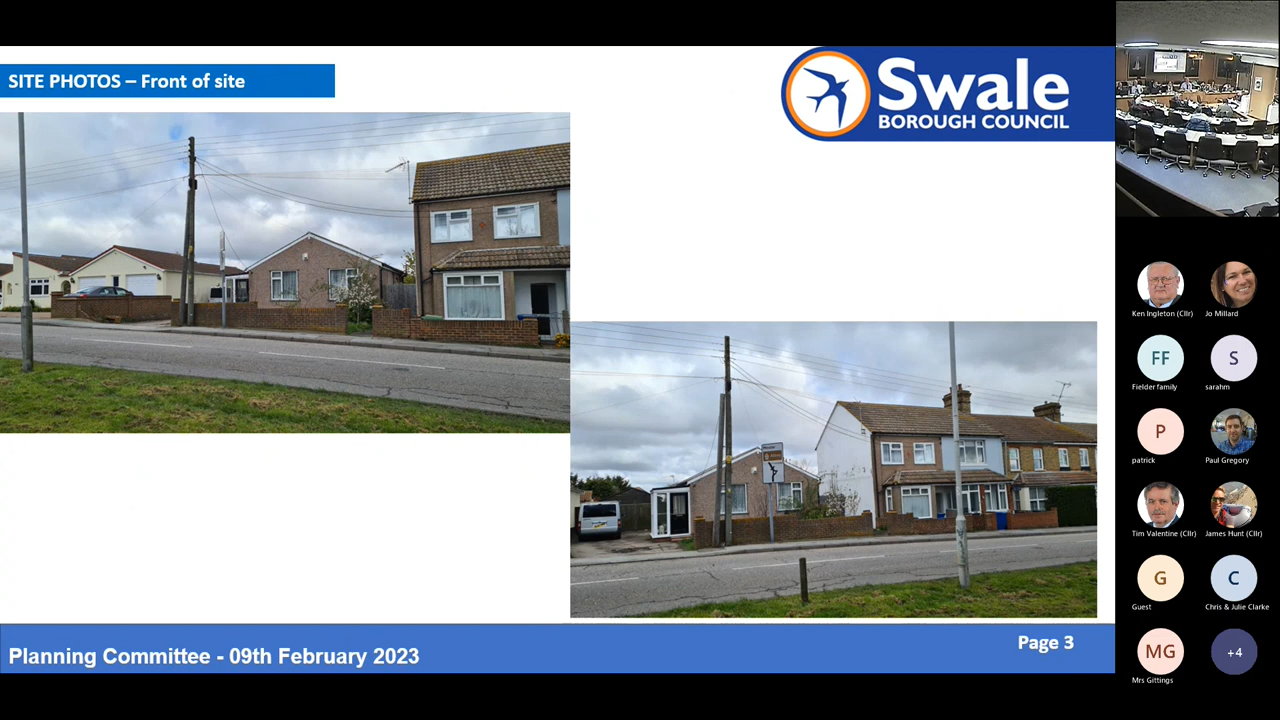 SITE PHOTOS – Front of site
Swale
BOROUGH COUNCIL
Ken Ingleton (Cllr)
Jo Millard
FF
Fielder family
S
sarahm
P
patrick
Paul Gregory
Tim Valentine (Cllr)
James Hunt (Cllr)
G
Guest
C
Chris & Julie Clarke
MG
Mrs Gittings
+4
Planning Committee - 09th February 2023
Page 3